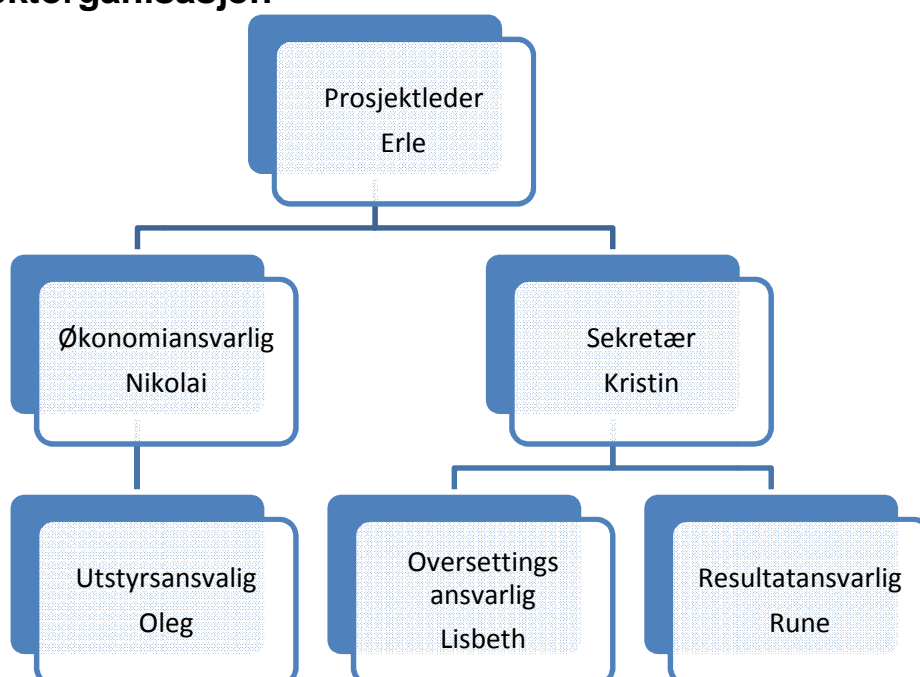 Prosjektleder
Erle
Økonomiansvarlig
Nikolai
Sekretær
Kristin
Utstyrsansvalig
Oleg
Oversettings
ansvarlig
Lisbeth
Resultatansvarlig
Rune